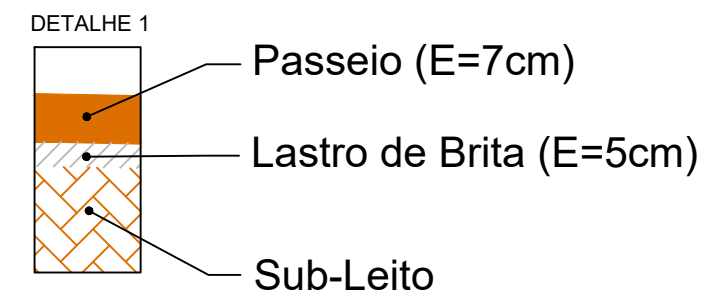 DETALHE 1
Passeio (E=7cm)
Lastro de Brita (E=5cm)
Sub-Leito